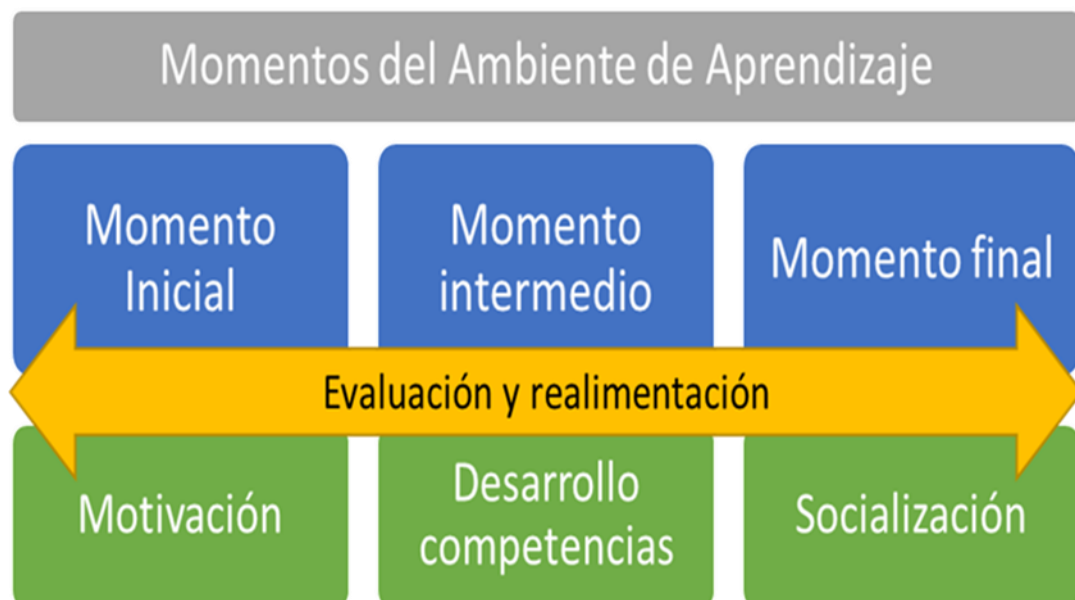 Momentos del Ambiente de Aprendizaje
Momento
Inicial
Momento
intermedio
Momento final
Evaluación y realimentación
Motivación
Desarrollo
competencias
Socialización